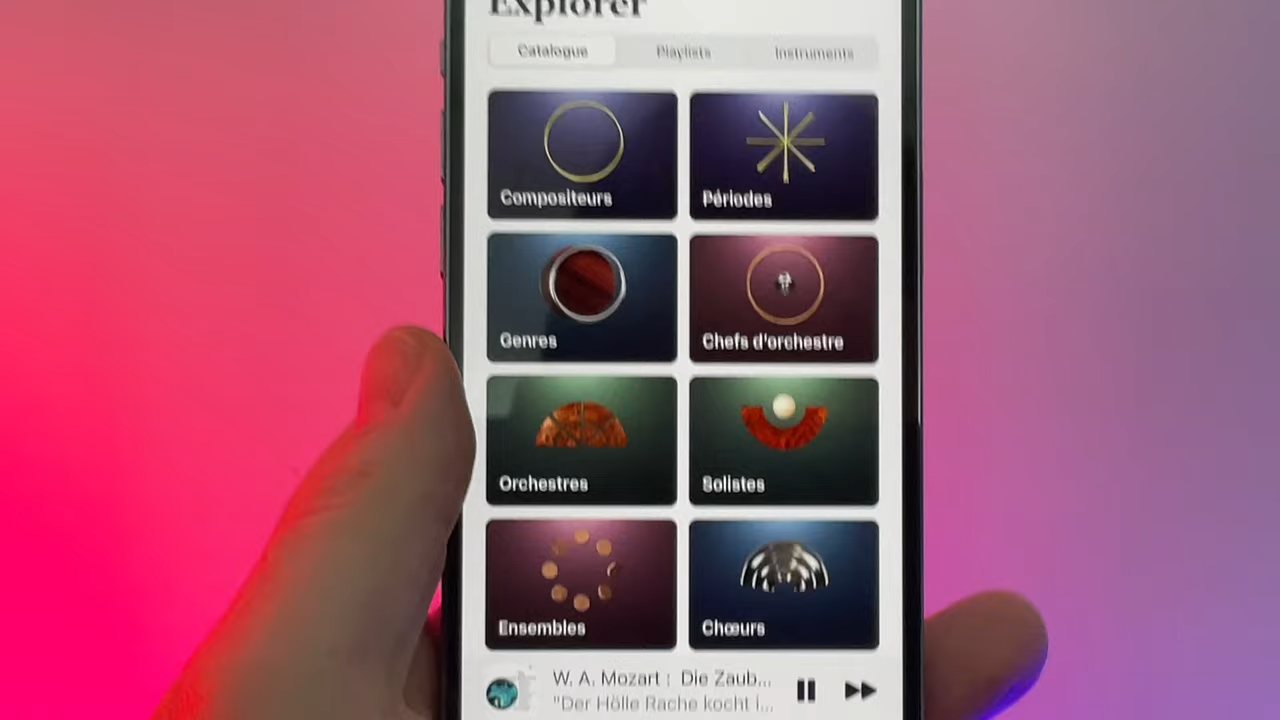 Explorer
Catalogue Playlists Instruments
Compositeurs Périodes
Genres Chefs d'orchestre
Orchestres Solistes
Ensembles Chœurs
W. A. Mozart : Die Zaub...
"Der Hölle Rache kocht i...